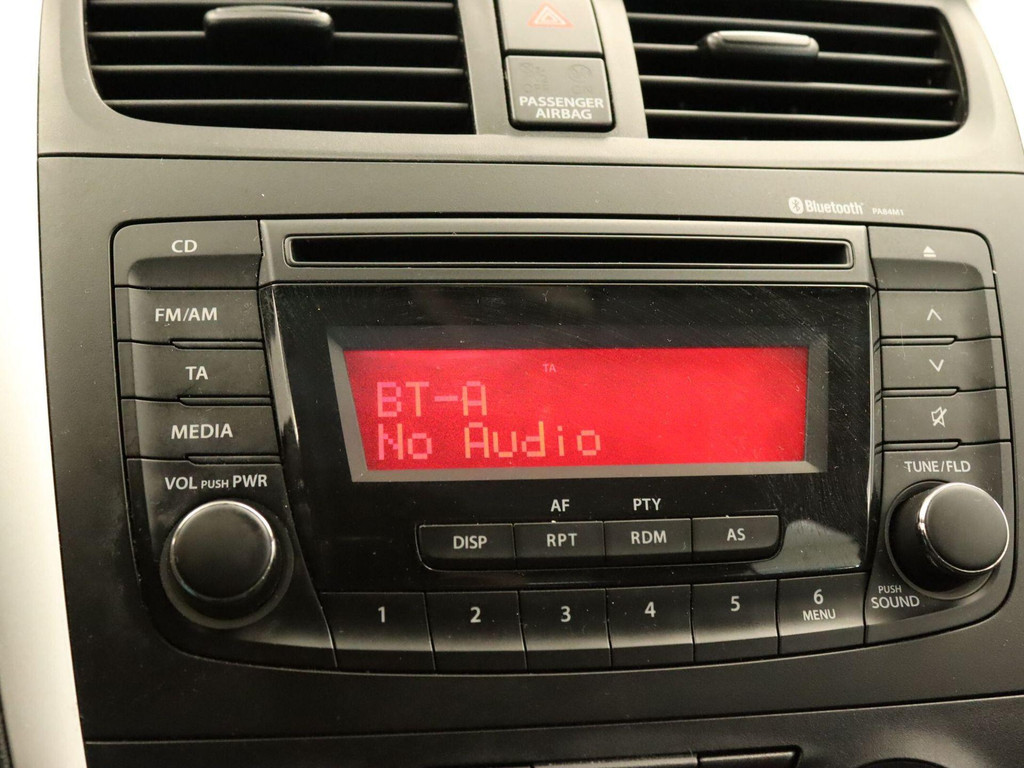 PASSENGER
AIRBAG
Bluetooth PA84M1
CD
FM/AM
TA
MEDIA
VOL PUSH PWR
TA
BT-A
No Audio
AF PTY
DISP RPT RDM AS
1 2 3 4 5 6
MENU
TUNE/FLD
PUSH
SOUND